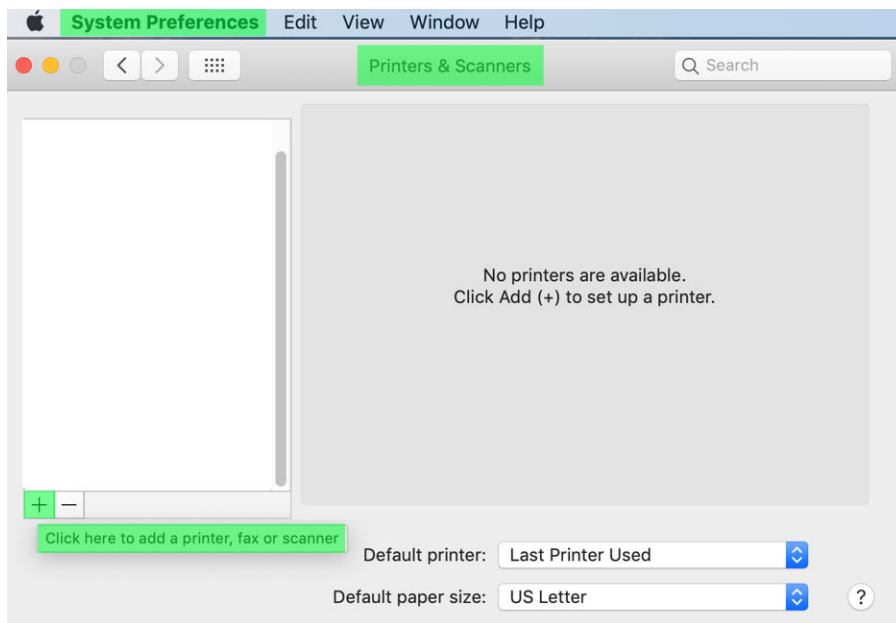 System Preferences Edit View Window Help
Printers & Scanners Search
No printers are available.
Click Add (+) to set up a printer.
+ −
Click here to add a printer, fax or scanner
Default printer: Last Printer Used
Default paper size: US Letter ?